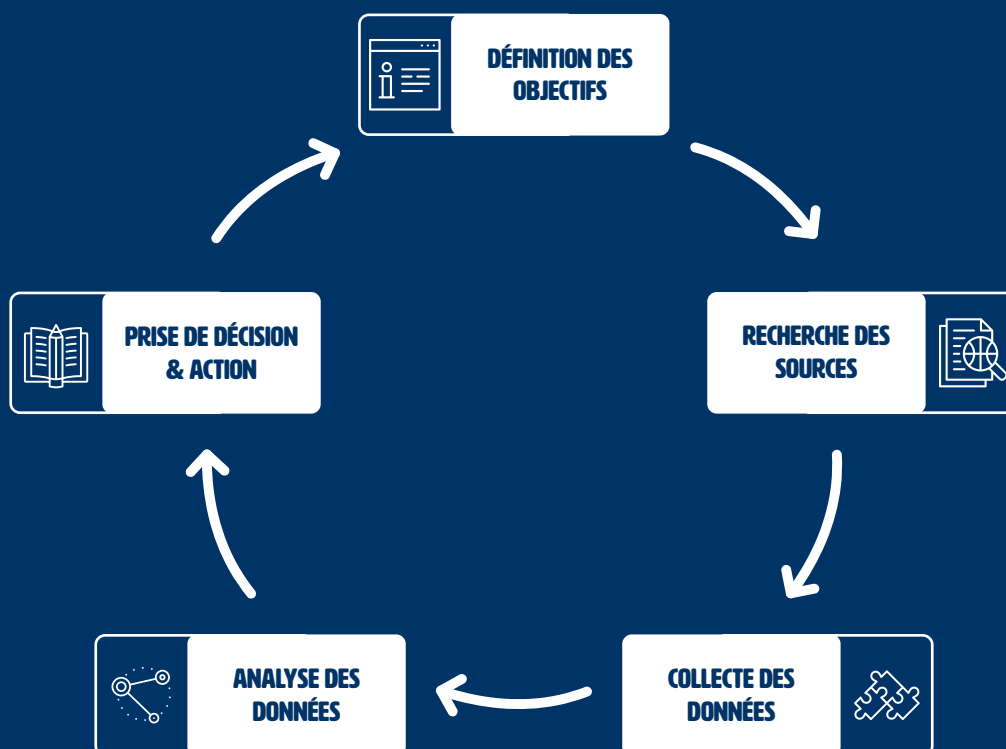 DÉFINITION DES
OBJECTIFS
RECHERCHE DES
SOURCES
COLLECTE DES
DONNÉES
ANALYSE DES
DONNÉES
PRISE DE DÉCISION
& ACTION